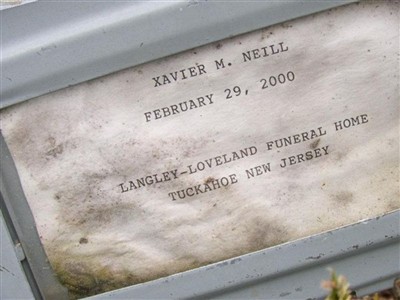 XAVIER M. NEILL
FEBRUARY 29, 2000
LANGLEY-LOVELAND FUNERAL HOME
TUCKAHOE NEW JERSEY